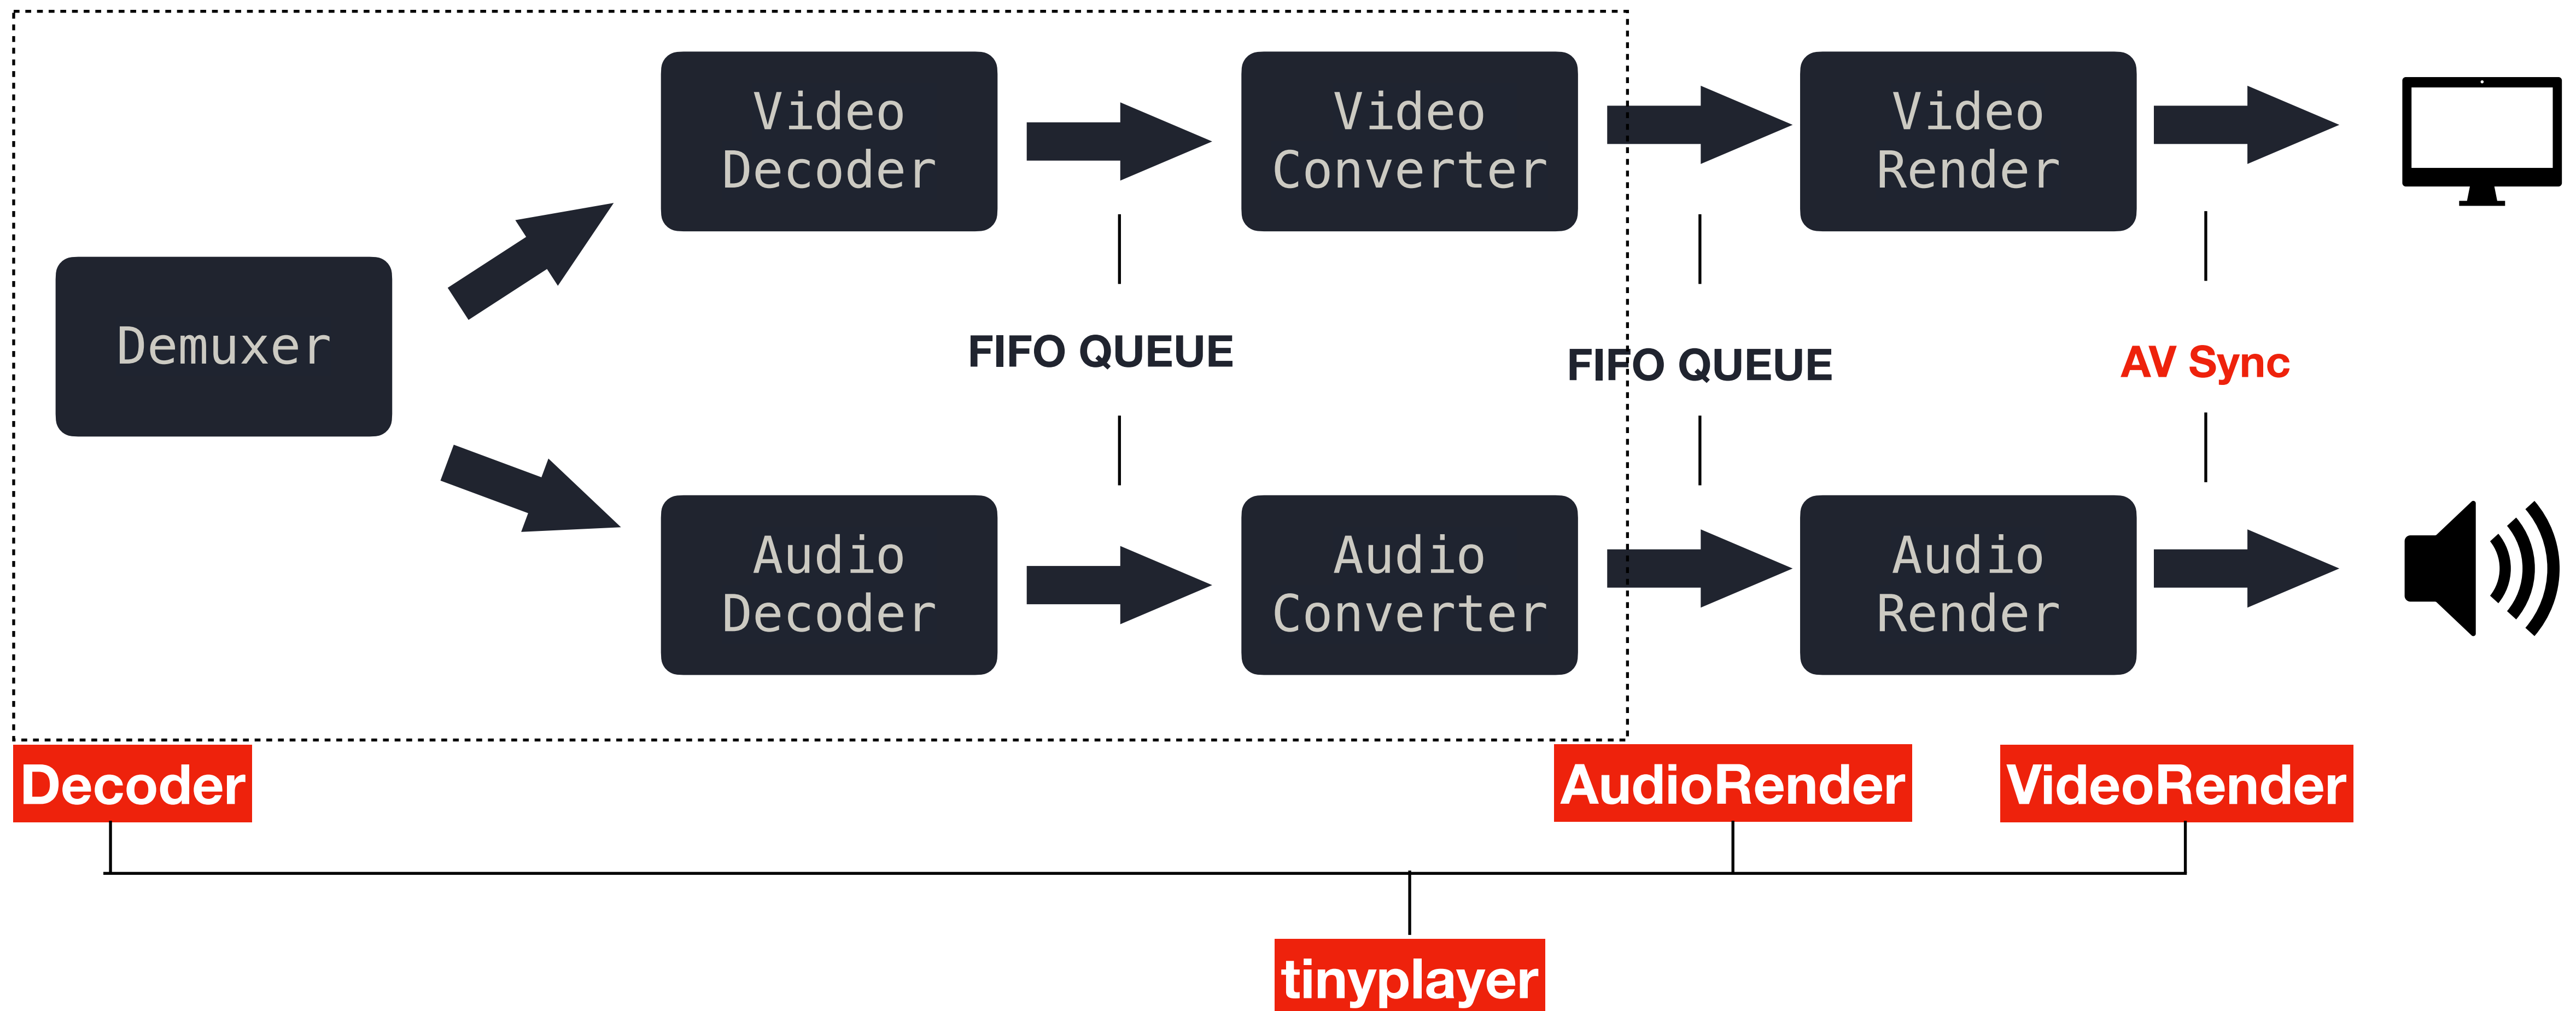 Video
Decoder
Video
Converter
Video
Render
Demuxer
FIFO QUEUE
FIFO QUEUE
AV Sync
Audio
Decoder
Audio
Converter
Audio
Render
Decoder
AudioRender
VideoRender
tinyplayer